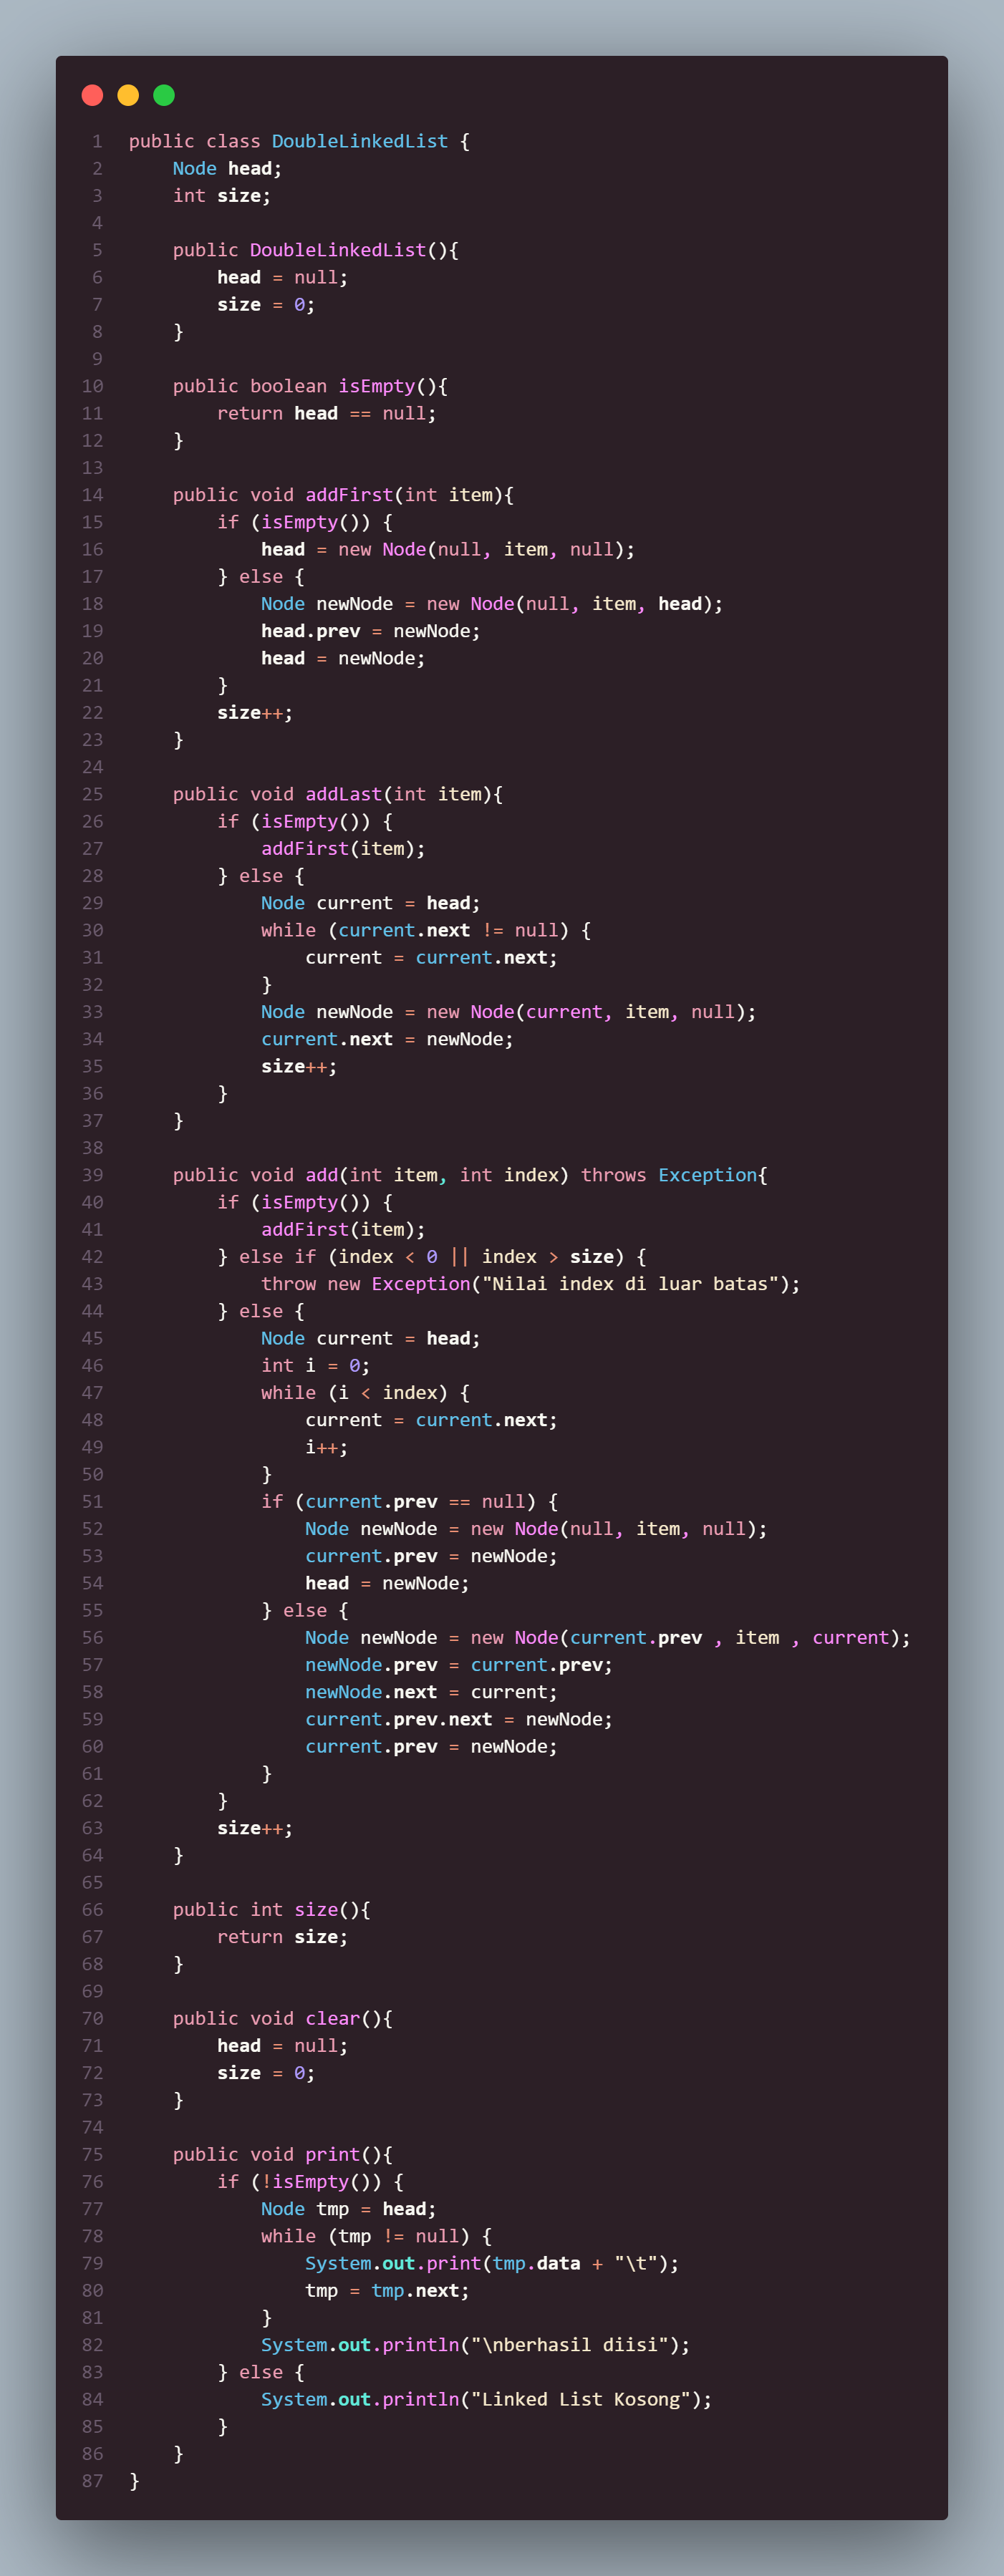 1 public class DoubleLinkedList {
2     Node head;
3     int size;
4
5     public DoubleLinkedList(){
6         head = null;
7         size = 0;
8     }
9
10     public boolean isEmpty(){
11         return head == null;
12     }
13
14     public void addFirst(int item){
15         if (isEmpty()) {
16             head = new Node(null, item, null);
17         } else {
18             Node newNode = new Node(null, item, head);
19             head.prev = newNode;
20             head = newNode;
21         }
22         size++;
23     }
24
25     public void addLast(int item){
26         if (isEmpty()) {
27             addFirst(item);
28         } else {
29             Node current = head;
30             while (current.next != null) {
31                 current = current.next;
32             }
33             Node newNode = new Node(current, item, null);
34             current.next = newNode;
35             size++;
36         }
37     }
38
39     public void add(int item, int index) throws Exception{
40         if (isEmpty()) {
41             addFirst(item);
42         } else if (index < 0 || index > size) {
43             throw new Exception("Nilai index di luar batas");
44         } else {
45             Node current = head;
46             int i = 0;
47             while (i < index) {
48                 current = current.next;
49                 i++;
50             }
51             if (current.prev == null) {
52                 Node newNode = new Node(null, item, null);
53                 current.prev = newNode;
54                 head = newNode;
55             } else {
56                 Node newNode = new Node(current.prev , item , current);
57                 newNode.prev = current.prev;
58                 newNode.next = current;
59                 current.prev.next = newNode;
60                 current.prev = newNode;
61             }
62         }
63         size++;
64     }
65
66     public int size(){
67         return size;
68     }
69
70     public void clear(){
71         head = null;
72         size = 0;
73     }
74
75     public void print(){
76         if (!isEmpty()) {
77             Node tmp = head;
78             while (tmp != null) {
79                 System.out.print(tmp.data + "\t");
80                 tmp = tmp.next;
81             }
82             System.out.println("\nberhasil diisi");
83         } else {
84             System.out.println("Linked List Kosong");
85         }
86     }
87 }